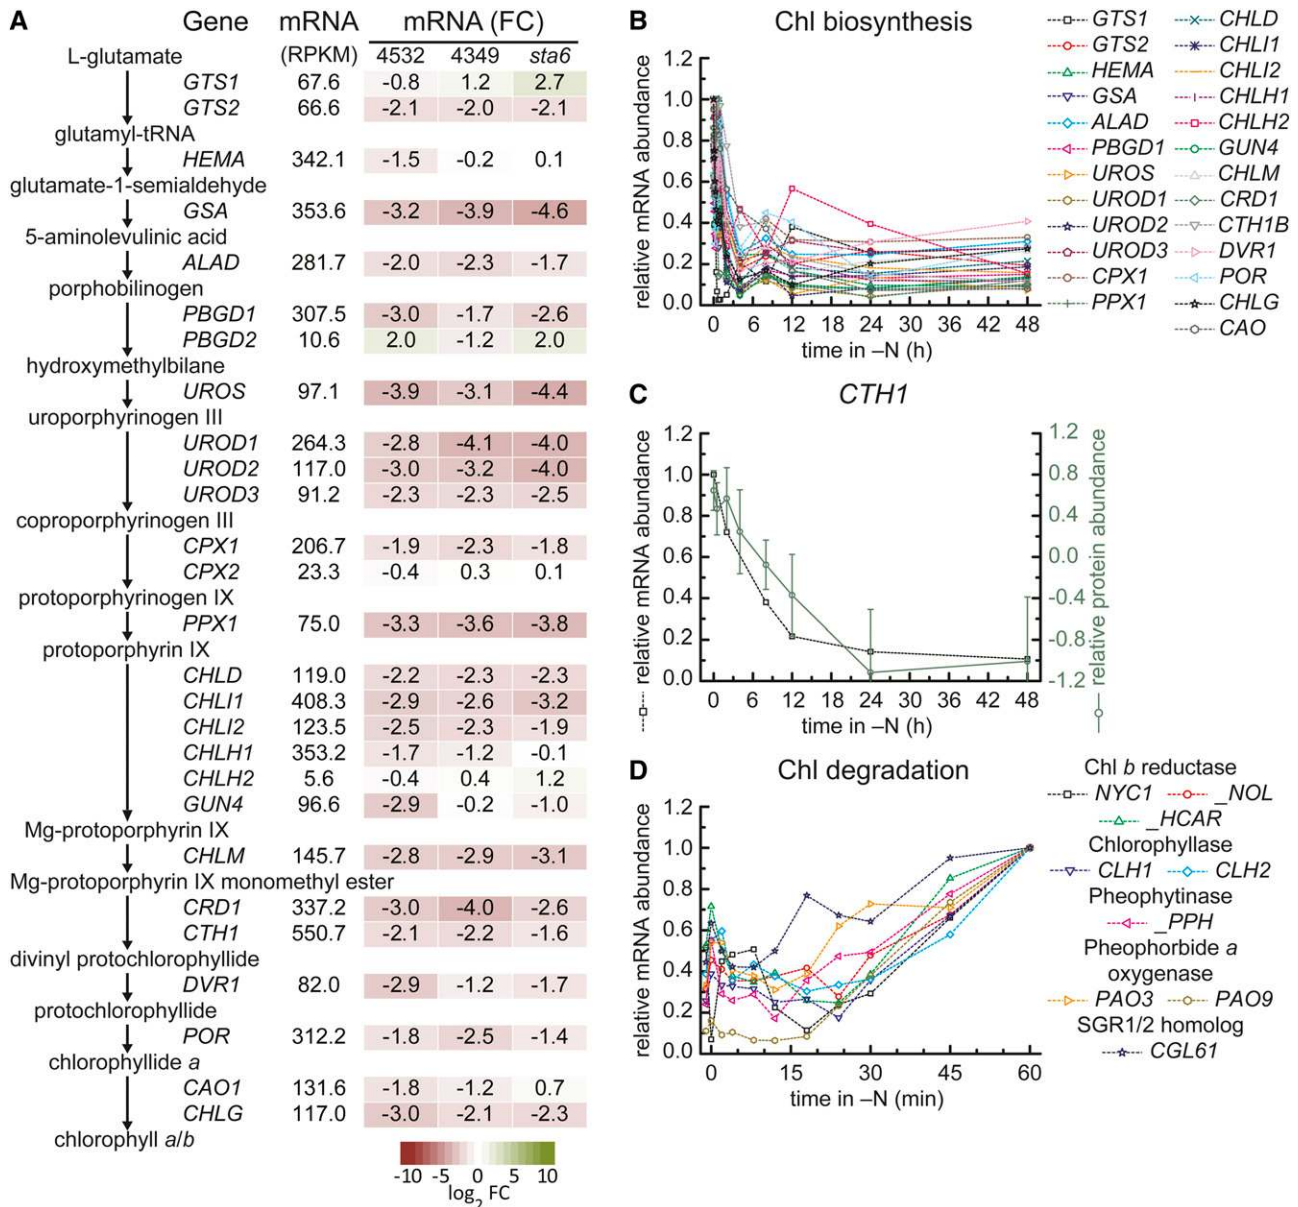 A Gene mRNA mRNA (FC)
L-glutamate (RPKM) 4532 4349 sta6
GTS1 67.6 -0.8 1.2 2.7
GTS2 66.6 -2.1 -2.0 -2.1
glutamyl-tRNA
HEMA 342.1 -1.5 -0.2 0.1
glutamate-1-semialdehyde
GSA 353.6 -3.2 -3.9 -4.6
5-aminolevulinic acid
ALAD 281.7 -2.0 -2.3 -1.7
porphobilinogen
PBGD1 307.5 -3.0 -1.7 -2.6
PBGD2 10.6 2.0 -1.2 2.0
hydroxymethylbilane
UROS 97.1 -3.9 -3.1 -4.4
uroporphyrinogen III
UROD1 264.3 -2.8 -4.1 -4.0
UROD2 117.0 -3.0 -3.2 -4.0
UROD3 91.2 -2.3 -2.3 -2.5
coproporphyrinogen III
CPX1 206.7 -1.9 -2.3 -1.8
CPX2 23.3 -0.4 0.3 0.1
protoporphyrinogen IX
PPX1 75.0 -3.3 -3.6 -3.8
protoporphyrin IX
CHLD 119.0 -2.2 -2.3 -2.3
CHLI1 408.3 -2.9 -2.6 -3.2
CHLI2 123.5 -2.5 -2.3 -1.9
CHLH1 353.2 -1.7 -1.2 -0.1
CHLH2 5.6 -0.4 0.4 1.2
GUN4 96.6 -2.9 -0.2 -1.0
Mg-protoporphyrin IX
CHLM 145.7 -2.8 -2.9 -3.1
Mg-protoporphyrin IX monomethyl ester
CRD1 337.2 -3.0 -4.0 -2.6
CTH1 550.7 -2.1 -2.2 -1.6
divinyl protochlorophyllide
DVR1 82.0 -2.9 -1.2 -1.7
protochlorophyllide
POR 312.2 -1.8 -2.5 -1.4
chlorophyllide a
CAO1 131.6 -1.8 -1.2 0.7
CHLG 117.0 -3.0 -2.1 -2.3
chlorophyll a/b
-10 -5 0 5 10
log2 FC
B Chl biosynthesis
relative mRNA abundance
1.2
1.0
0.8
0.6
0.4
0.2
0.0
0 6 12 18 24 30 36 42 48
time in –N (h)
GTS1 CHLD
GTS2 CHLI1
HEMA CHLI2
GSA CHLH1
ALAD CHLH2
PBGD1 GUN4
UROS CHLM
UROD1 CRD1
UROD2 CTH1B
UROD3 DVR1
CPX1 POR
PPX1 CHLG
CAO
C CTH1
relative mRNA abundance
1.2 1.2
1.0 0.8
0.8 0.4
0.6 0.0
0.4 -0.4
0.2 -0.8
0.0 -1.2
relative protein abundance
0 6 12 18 24 30 36 42 48
time in –N (h)
D Chl degradation
relative mRNA abundance
1.2
1.0
0.8
0.6
0.4
0.2
0.0
0 15 30 45 60
time in –N (min)
Chl b reductase
NYC1 _NOL
_HCAR
Chlorophyllase
CLH1 CLH2
Pheophytinase
_PPH
Pheophorbide a
oxygenase
PAO3 PAO9
SGR1/2 homolog
CGL61